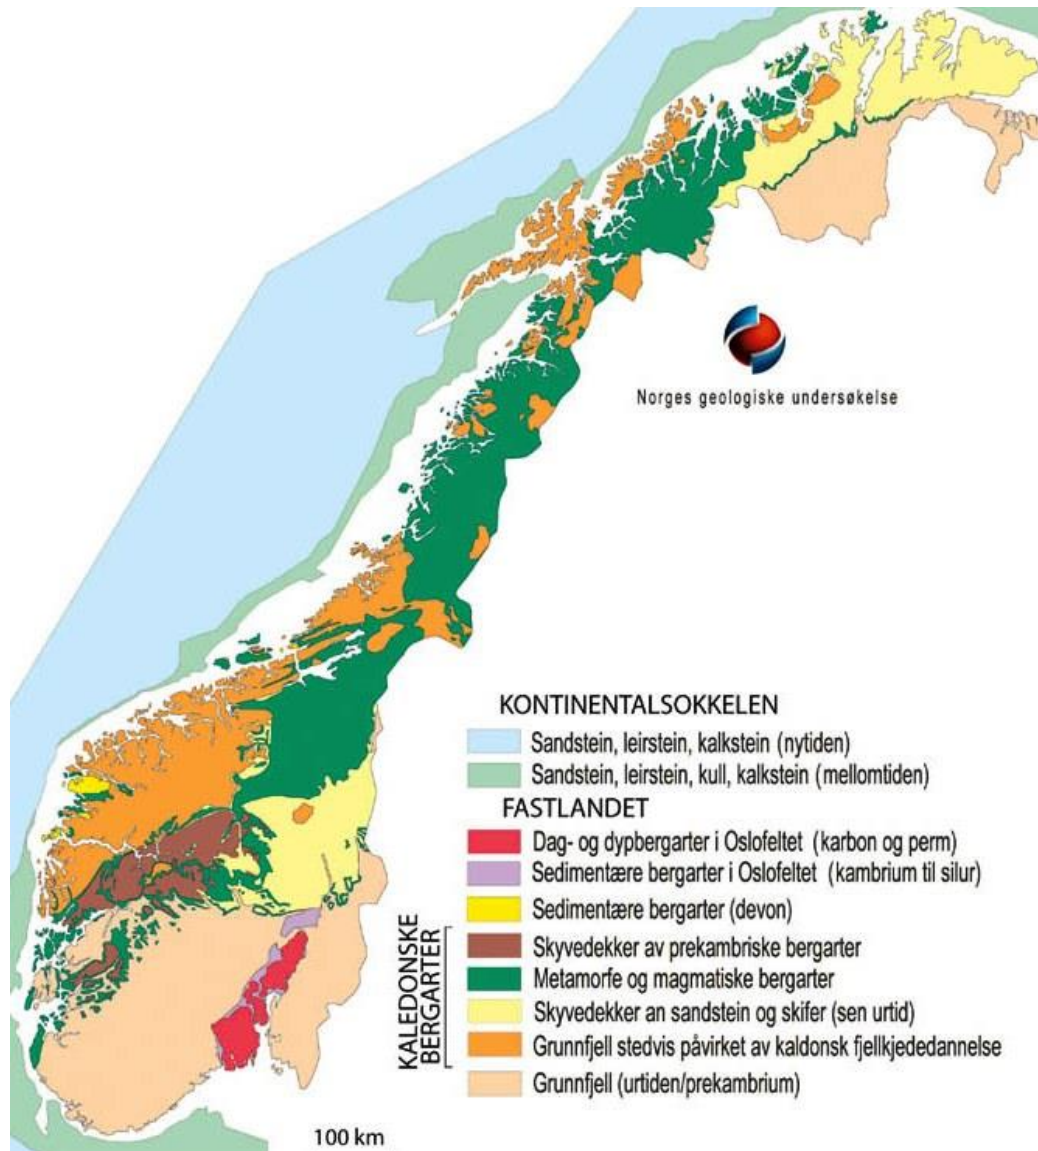 Norges geologiske undersøkelse
KONTINENTALSOKKELEN
Sandstein, leirstein, kalkstein (nytiden)
Sandstein, leirstein, kull, kalkstein (mellomtiden)
FASTLANDET
Dag- og dypbergarter i Oslofeltet (karbon og perm)
Sedimentære bergarter i Oslofeltet (kambrium til silur)
Sedimentære bergarter (devon)
KALEDONSKE
BERGARTER
Skyvedekker av prekambriske bergarter
Metamorfe og magmatiske bergarter
Skyvedekker an sandstein og skifer (sen urtid)
Grunnfjell stedvis påvirket av kaldonsk fjellkjededannelse
Grunnfjell (urtiden/prekambrium)
100 km